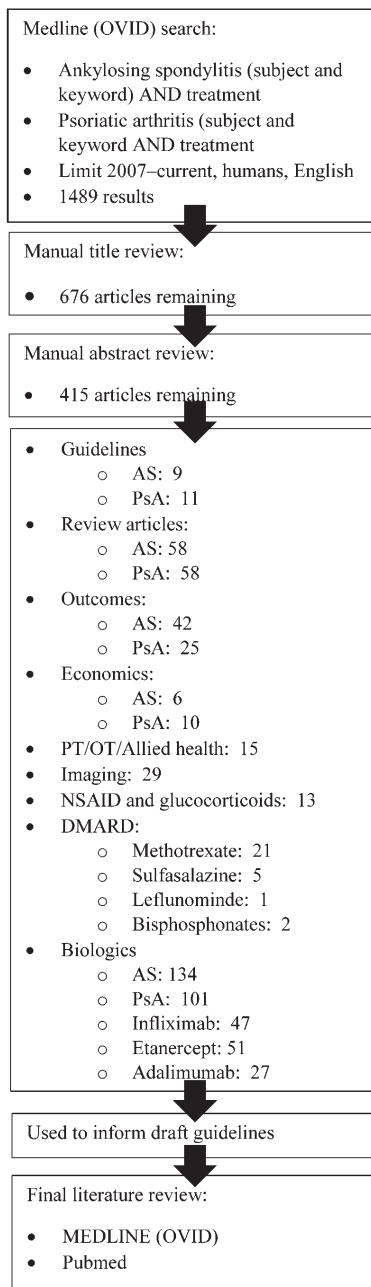 Medline (OVID) search:
• Ankylosing spondylitis (subject and
keyword) AND treatment
• Psoriatic arthritis (subject and
keyword AND treatment
• Limit 2007–current, humans, English
• 1489 results
Manual title review:
• 676 articles remaining
Manual abstract review:
• 415 articles remaining
• Guidelines
o AS: 9
o PsA: 11
• Review articles:
o AS: 58
o PsA: 58
• Outcomes:
o AS: 42
o PsA: 25
• Economics:
o AS: 6
o PsA: 10
• PT/OT/Allied health: 15
• Imaging: 29
• NSAID and glucocorticoids: 13
• DMARD:
o Methotrexate: 21
o Sulfasalazine: 5
o Leflunominde: 1
o Bisphosphonates: 2
• Biologics
o AS: 134
o PsA: 101
o Infliximab: 47
o Etanercept: 51
o Adalimumab: 27
Used to inform draft guidelines
Final literature review:
• MEDLINE (OVID)
• Pubmed